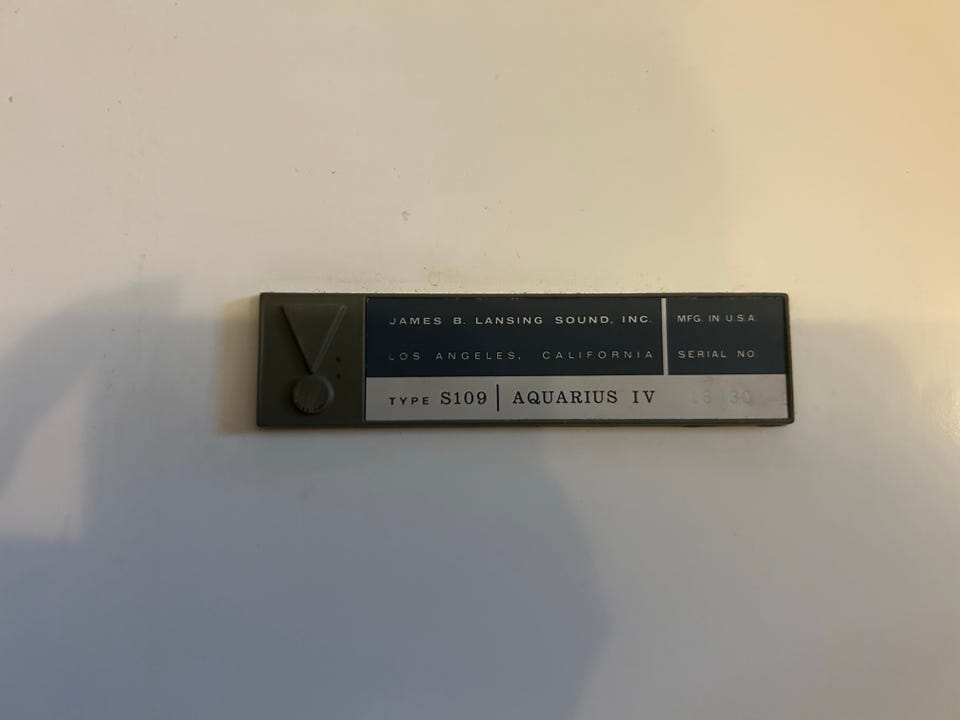 JAMES B. LANSING SOUND, INC.
LOS ANGELES, CALIFORNIA
MFG. IN U.S.A.
SERIAL NO.
TYPE S109 | AQUARIUS IV